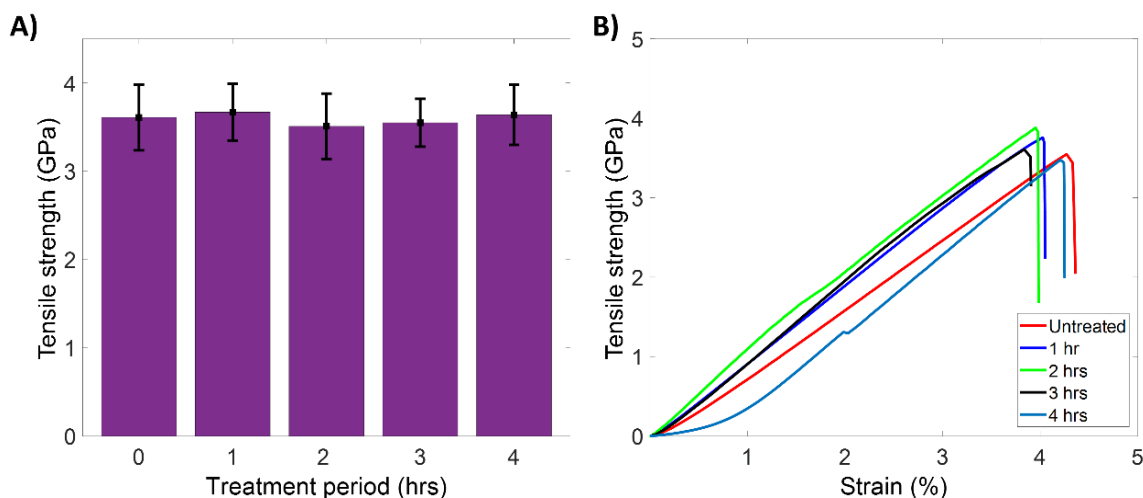 A)
Tensile strength (GPa)
4
3
2
1
0
0 1 2 3 4
Treatment period (hrs)
B)
Tensile strength (GPa)
5
4
3
2
1
0
1 2 3 4 5
Strain (%)
Untreated
1 hr
2 hrs
3 hrs
4 hrs